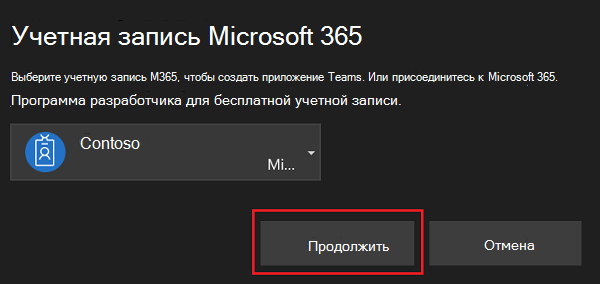 Учетная запись Microsoft 365
Выберите учетную запись M365, чтобы создать приложение Teams. Или присоединитесь к Microsoft 365.
Программа разработчика для бесплатной учетной записи.
Contoso
Mi...
Продолжить
Отмена